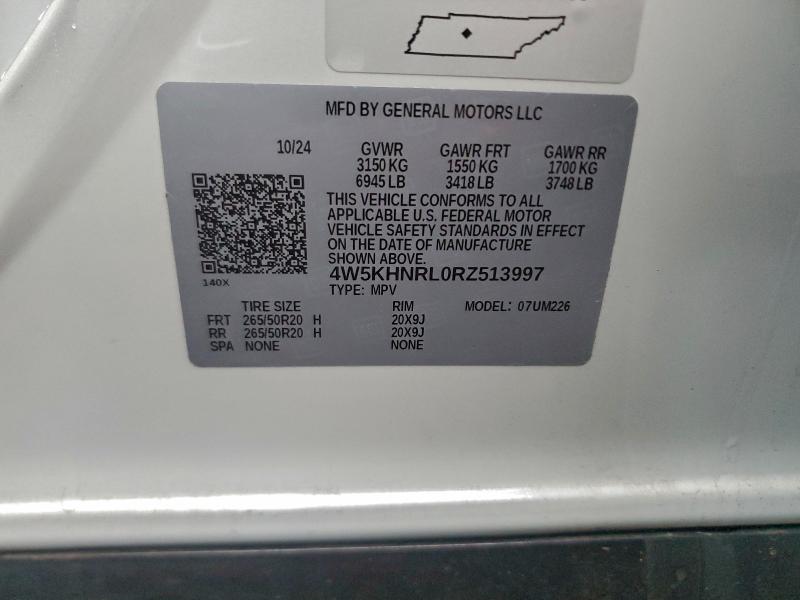 MFD BY GENERAL MOTORS LLC
10/24 GVWR GAWR FRT GAWR RR
3150 KG 1550 KG 1700 KG
6945 LB 3418 LB 3748 LB
THIS VEHICLE CONFORMS TO ALL
APPLICABLE U.S. FEDERAL MOTOR
VEHICLE SAFETY STANDARDS IN EFFECT
ON THE DATE OF MANUFACTURE
SHOWN ABOVE.
4W5KHNRL0RZ513997
140X TYPE: MPV
TIRE SIZE RIM MODEL: 07UM226
FRT 265/50R20 H 20X9J
RR 265/50R20 H 20X9J
SPA NONE NONE